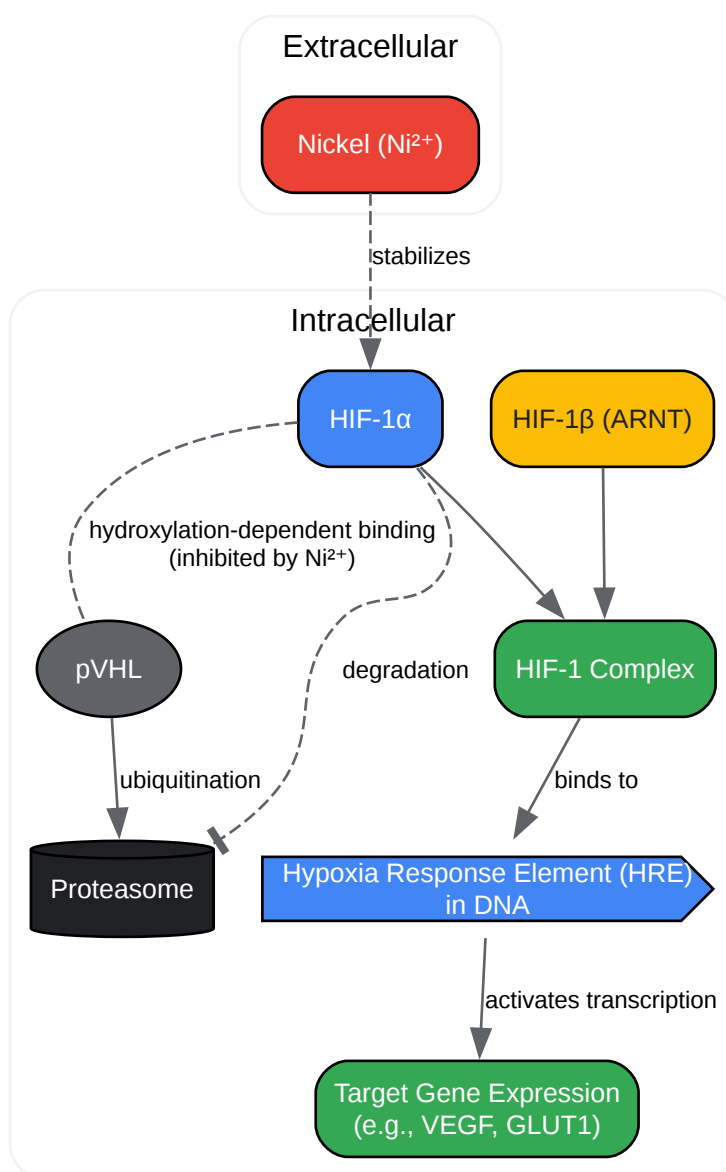 Extracellular
Nickel (Ni²⁺)
stabilizes
Intracellular
HIF-1α
HIF-1β (ARNT)
hydroxylation-dependent binding
(inhibited by Ni²⁺)
pVHL
degradation
HIF-1 Complex
ubiquitination
binds to
Proteasome
Hypoxia Response Element (HRE)
in DNA
activates transcription
Target Gene Expression
(e.g., VEGF, GLUT1)